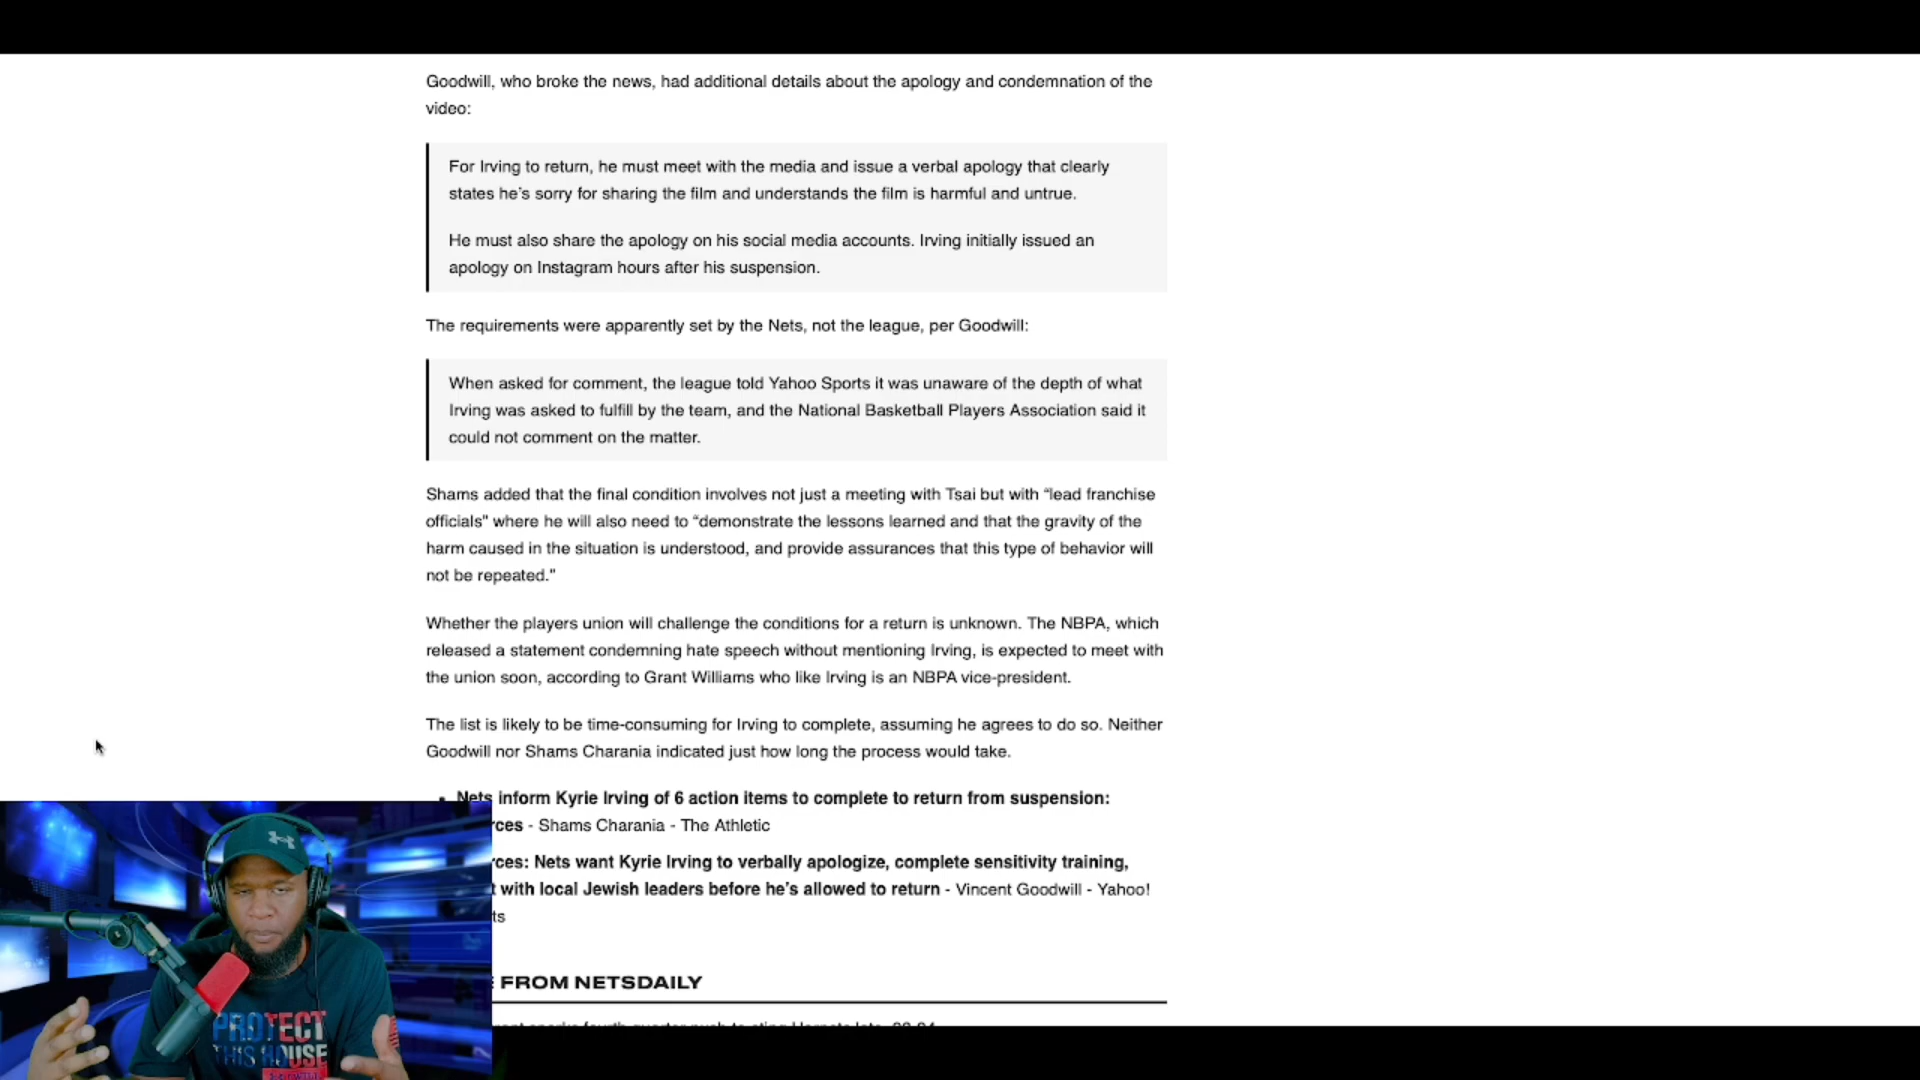 Goodwill, who broke the news, had additional details about the apology and condemnation of the
video:
For Irving to return, he must meet with the media and issue a verbal apology that clearly
states he's sorry for sharing the film and understands the film is harmful and untrue.
He must also share the apology on his social media accounts. Irving initially issued an
apology on Instagram hours after his suspension.
The requirements were apparently set by the Nets, not the league, per Goodwill:
When asked for comment, the league told Yahoo Sports it was unaware of the depth of what
Irving was asked to fulfill by the team, and the National Basketball Players Association said it
could not comment on the matter.
Shams added that the final condition involves not just a meeting with Tsai but with “lead franchise
officials” where he will also need to “demonstrate the lessons learned and that the gravity of the
harm caused in the situation is understood, and provide assurances that this type of behavior will
not be repeated.”
Whether the players union will challenge the conditions for a return is unknown. The NBPA, which
released a statement condemning hate speech without mentioning Irving, is expected to meet with
the union soon, according to Grant Williams who like Irving is an NBPA vice-president.
The list is likely to be time-consuming for Irving to complete, assuming he agrees to do so. Neither
Goodwill nor Shams Charania indicated just how long the process would take.
Nets inform Kyrie Irving of 6 action items to complete to return from suspension:
rces - Shams Charania - The Athletic
rces: Nets want Kyrie Irving to verbally apologize, complete sensitivity training,
t with local Jewish leaders before he's allowed to return - Vincent Goodwill - Yahoo!
ts
FROM NETSDAILY
PROTECT
THIS HOUSE